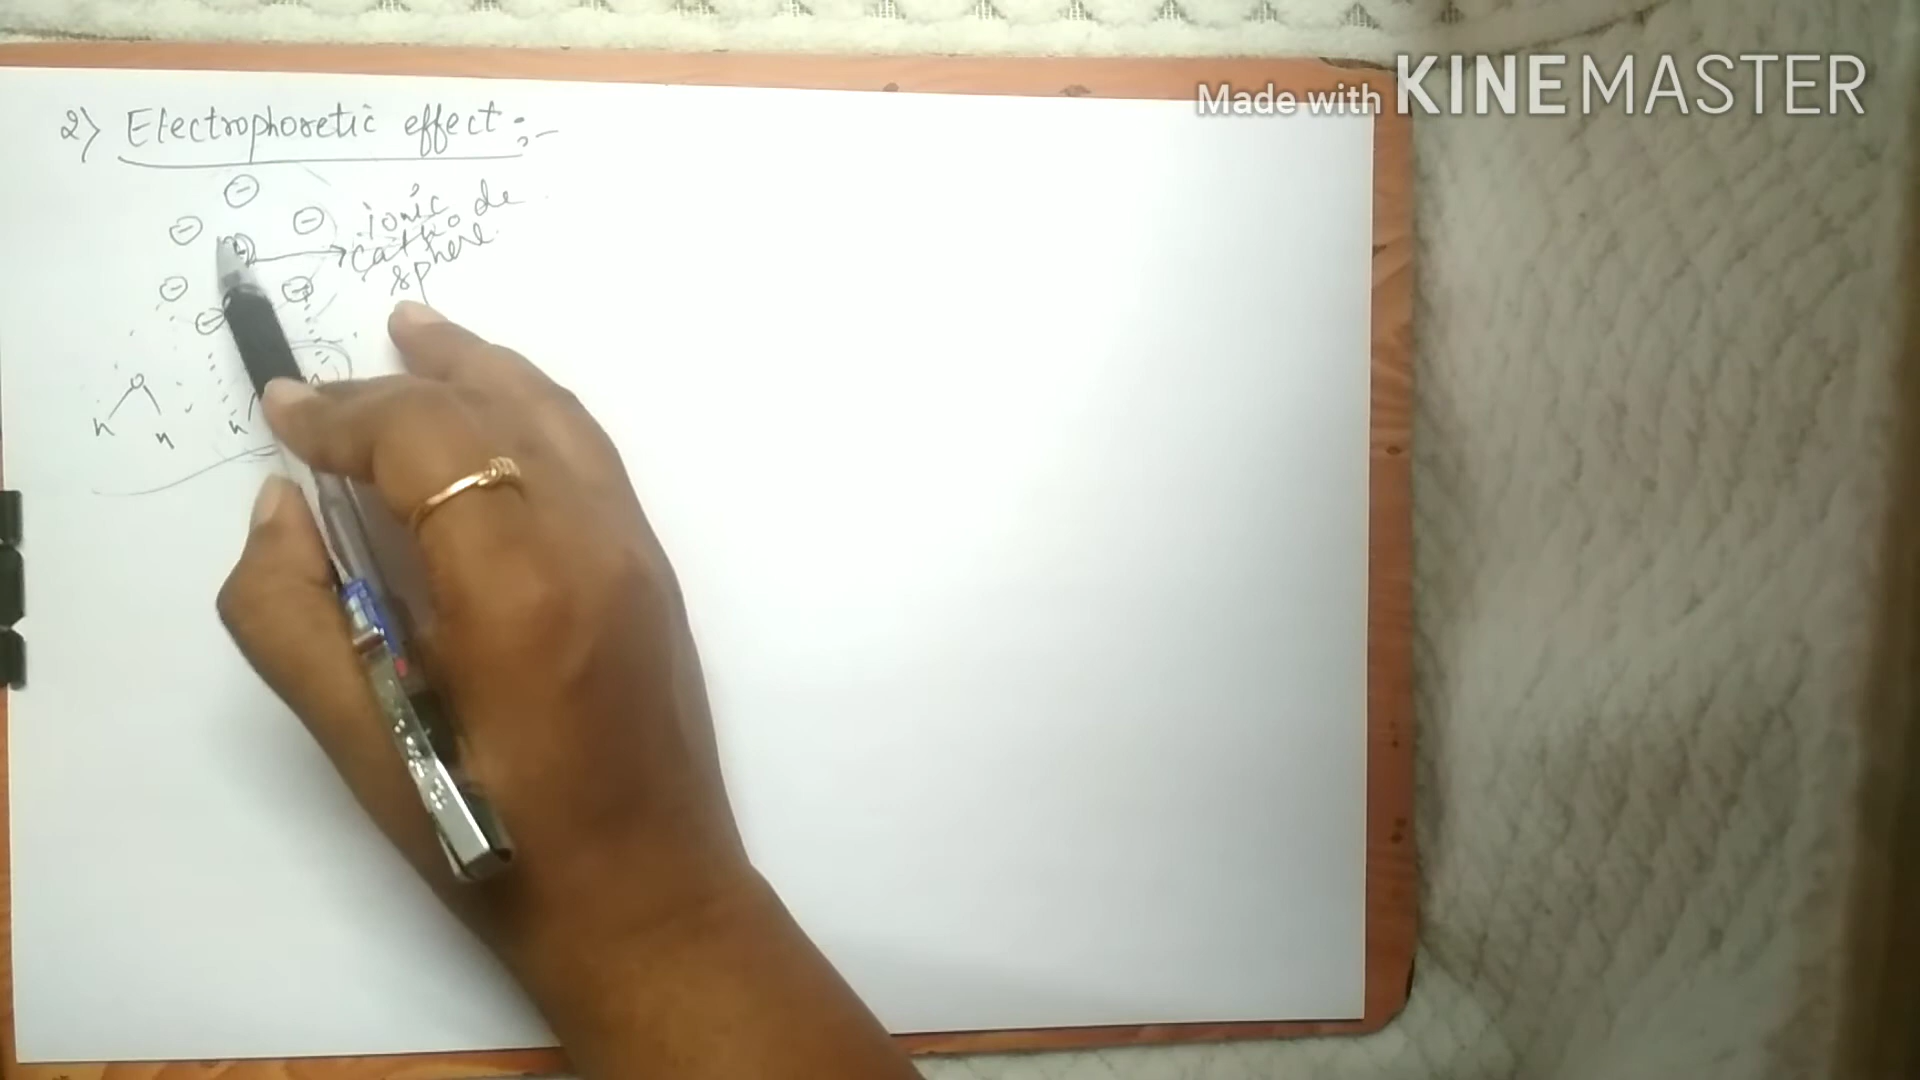 Made with KINEMASTER
2) Electrophoretic effect:-
ionic
cathode
sphere
n
n
n